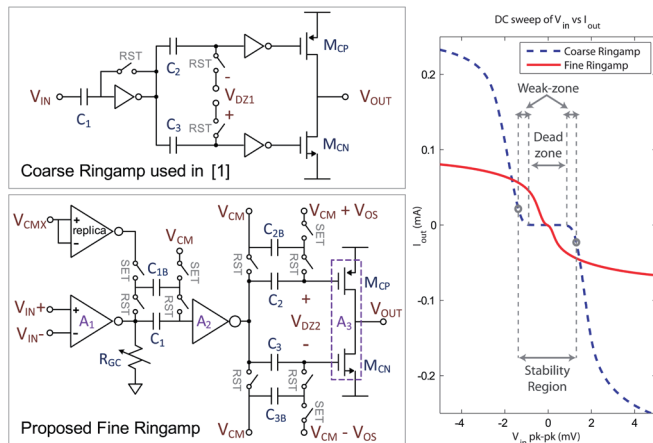 RST
C2
MCP
RST
-
VIN
C1
VDZ1
VOUT
+
RST
C3
MCN
Coarse Ringamp used in [1]
VCM
VCM + VOS
SET
C2B
VCMX
+
-
replica
VCM
RST
RST
SET
C1B
SET
C2
MCP
RST
RST
+
VIN+
+
A1
A2
VDZ2
A3
VOUT
VIN-
-
C1
-
RGC
C3
MCN
RST
RST
C3B
SET
VCM
VCM - VOS
Proposed Fine Ringamp
DC sweep of Vin vs Iout
Coarse Ringamp
Fine Ringamp
Weak-zone
Dead
zone
Stability
Region
Iout (mA)
0.2
0.1
0
-0.1
-0.2
-4 -2 0 2 4
Vin pk-pk (mV)